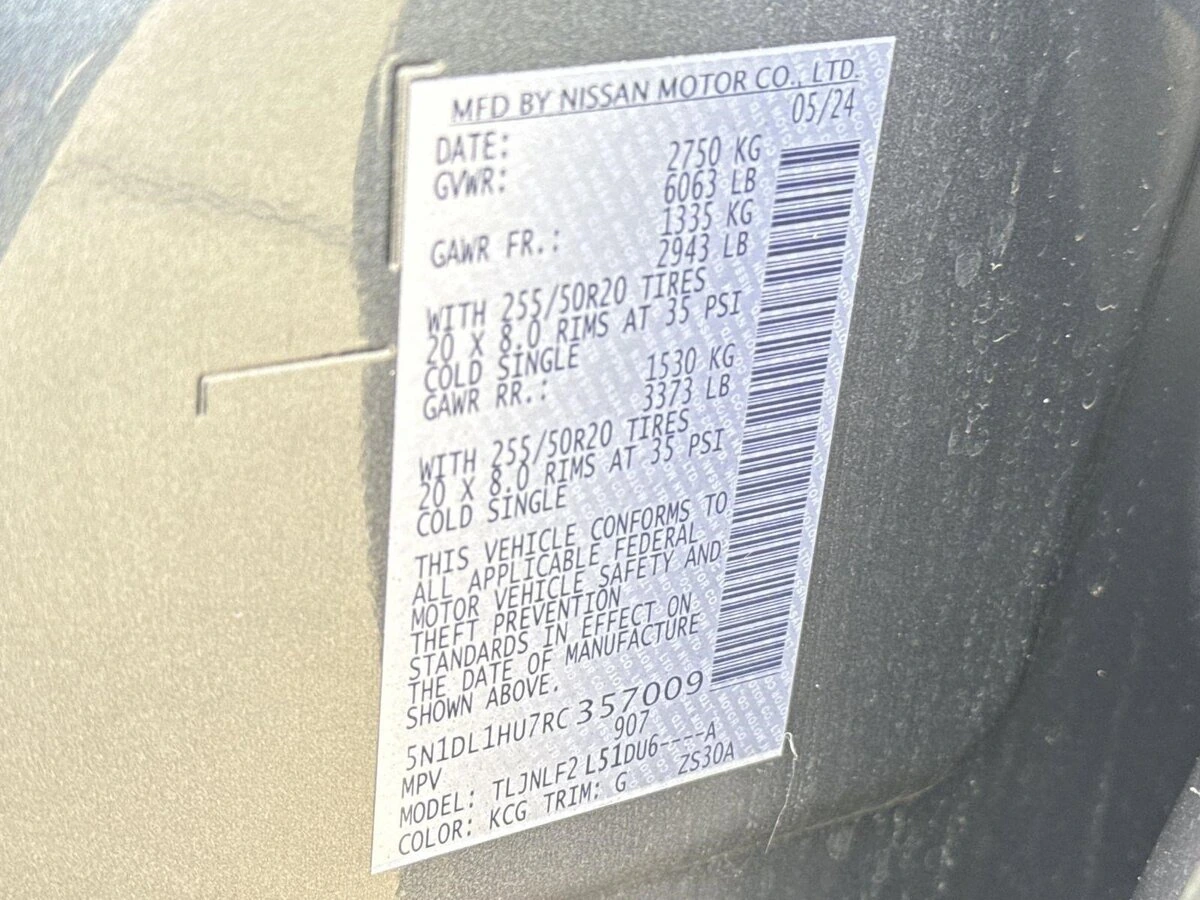 MFD BY NISSAN MOTOR CO., LTD.
DATE: 05/24
GVWR: 2750 KG
6063 LB
GAWR FR.: 1335 KG
2943 LB
WITH 255/50R20 TIRES
20 X 8.0 RIMS AT 35 PSI
COLD SINGLE
GAWR RR.: 1530 KG
3373 LB
WITH 255/50R20 TIRES
20 X 8.0 RIMS AT 35 PSI
COLD SINGLE
THIS VEHICLE CONFORMS TO
ALL APPLICABLE FEDERAL
MOTOR VEHICLE SAFETY AND
THEFT PREVENTION
STANDARDS IN EFFECT ON
THE DATE OF MANUFACTURE
SHOWN ABOVE.
5N1DL1HU7RC357009
MPV 907
MODEL: TLJNLF2 L51DU6----A
COLOR: KCG TRIM: G ZS30A